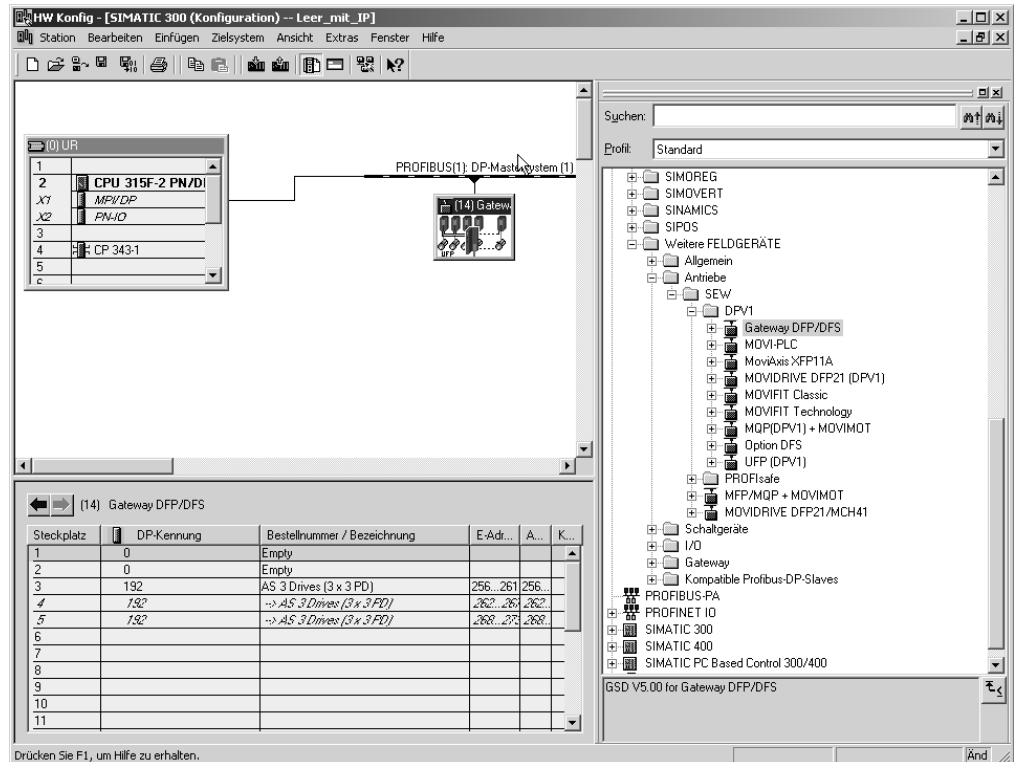 HW Konfig - [SIMATIC 300 (Konfiguration) -- Leer_mit_IP]
Station Bearbeiten Einfügen Zielsystem Ansicht Extras Fenster Hilfe
(0) UR
1
2 CPU 315F-2 PN/D
X1 MPI/DP
X2 PN-IO
3
4 CP 343-1
5
6
PROFIBUS(1): DP-Mastersystem (1)
(14) Gatew
UFP
Suchen:
Profil: Standard
SIMOREG
SIMOVERT
SINAMICS
SIPOS
Weitere FELDGERÄTE
Allgemein
Antriebe
SEW
DPV1
Gateway DFP/DFS
MOVI-PLC
MoviAxis XFP11A
MOVIDRIVE DFP21 (DPV1)
MOVIFIT Classic
MOVIFIT Technology
MQP(DPV1) + MOVIMOT
Option DFS
UFP (DPV1)
PROFIsafe
MFP/MQP + MOVIMOT
MOVIDRIVE DFP21/MCH41
Schaltgeräte
I/O
Gateway
Kompatible Profibus-DP-Slaves
PROFIBUS-PA
PROFINET IO
SIMATIC 300
SIMATIC 400
SIMATIC PC Based Control 300/400
GSD V5.00 for Gateway DFP/DFS
(14) Gateway DFP/DFS
Steckplatz DP-Kennung Bestellnummer / Bezeichnung E-Adr... A... K...
1 0 Empty
2 0 Empty
3 192 AS 3 Drives (3 x 3 PD) 256...261 256...
4 192 --> AS 3 Drives (3 x 3 PD) 262...26 262...
5 192 --> AS 3 Drives (3 x 3 PD) 268...27 268...
6
7
8
9
10
11
Drücken Sie F1, um Hilfe zu erhalten.
Änd